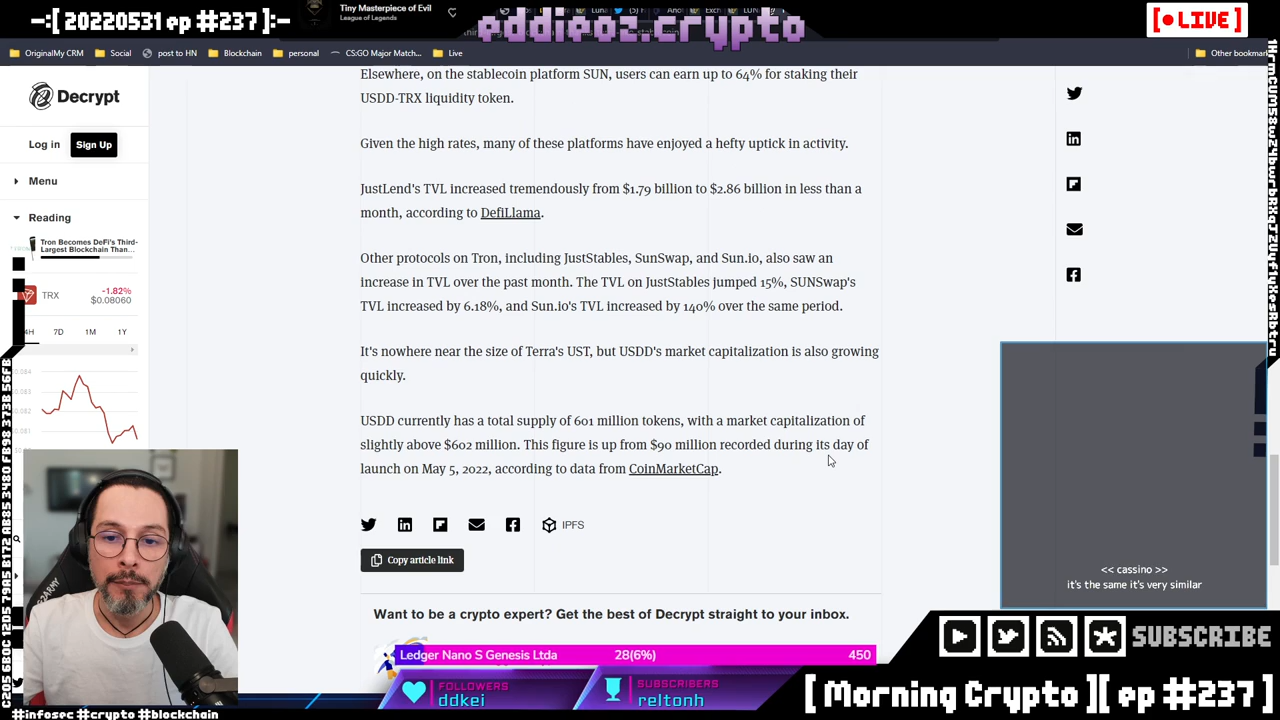 -:[ 20220531 ep #237 ]:-
Tiny Masterpiece of Evil
League of Legends
eddieoz.crypto
[ • LIVE ]
OriginalMy CRM
Social
post to HN
Blockchain
personal
CS:GO Major Match...
Live
Other bookmar
Decrypt
Log in
Sign Up
Menu
Reading
Tron Becomes DeFi's Third-
Largest Blockchain Than...
TRX
-1.82%
$0.08060
4H
7D
1M
1Y
Elsewhere, on the stablecoin platform SUN, users can earn up to 64% for staking their
USDD-TRX liquidity token.
Given the high rates, many of these platforms have enjoyed a hefty uptick in activity.
JustLend's TVL increased tremendously from $1.79 billion to $2.86 billion in less than a
month, according to DefiLlama.
Other protocols on Tron, including JustStables, SunSwap, and Sun.io, also saw an
increase in TVL over the past month. The TVL on JustStables jumped 15%, SUNSwap's
TVL increased by 6.18%, and Sun.io's TVL increased by 140% over the same period.
It's nowhere near the size of Terra's UST, but USDD's market capitalization is also growing
quickly.
USDD currently has a total supply of 601 million tokens, with a market capitalization of
slightly above $602 million. This figure is up from $90 million recorded during its day of
launch on May 5, 2022, according to data from CoinMarketCap.
IPFS
Copy article link
Want to be a crypto expert? Get the best of Decrypt straight to your inbox.
<< cassino >>
it's the same it's very similar
Ledger Nano S Genesis Ltda 28(6%) 450
FOLLOWERS
ddkei
SUBSCRIBERS
reltonh
SUBSCRIBE
[ Morning Crypto ][ ep #237 ]
#infosec #crypto #blockchain